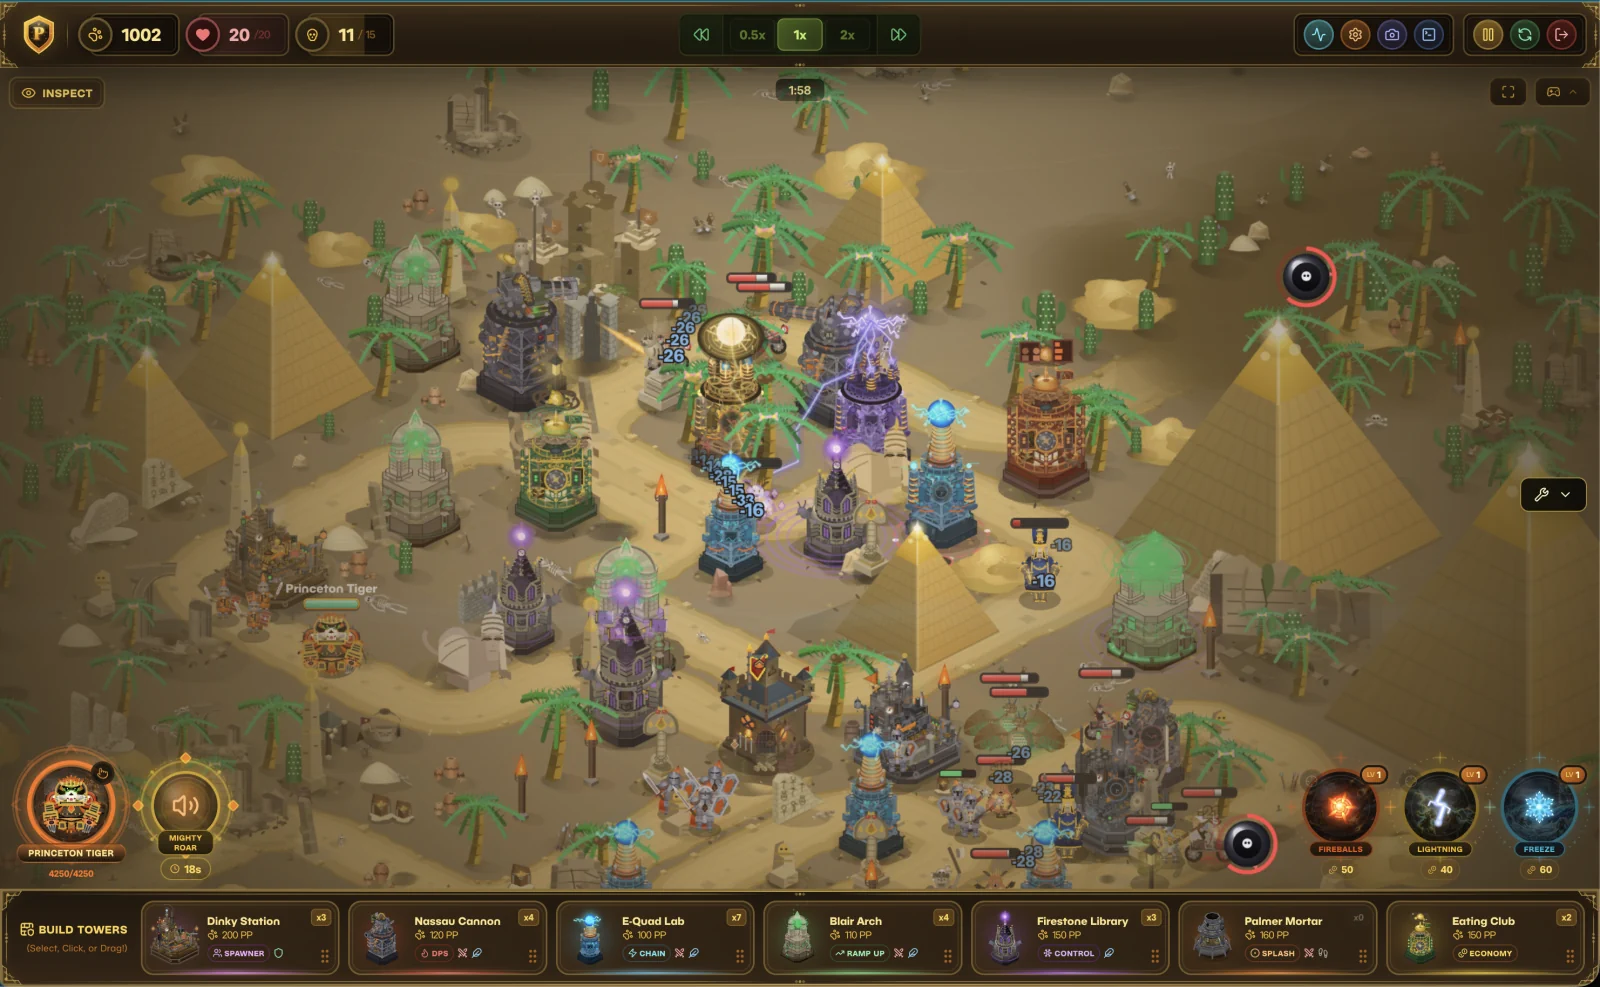 P
1002
20 /20
11 / 15
0.5x
1x
2x
INSPECT
1:58
-26
-26
-26
-26
-15
-33
-16
-16
-16
Princeton Tiger
-26
-28
-22
-28
-28
PRINCETON TIGER
4250/4250
MIGHTY
ROAR
18s
LV 1
LV 1
LV 1
FIREBALLS
LIGHTNING
FREEZE
50
40
60
BUILD TOWERS
(Select, Click, or Drag!)
Dinky Station
x3
200 PP
SPAWNER
Nassau Cannon
x4
120 PP
DPS
E-Quad Lab
x7
100 PP
CHAIN
Blair Arch
x4
110 PP
RAMP UP
Firestone Library
x3
150 PP
CONTROL
Palmer Mortar
x0
160 PP
SPLASH
Eating Club
x2
150 PP
ECONOMY